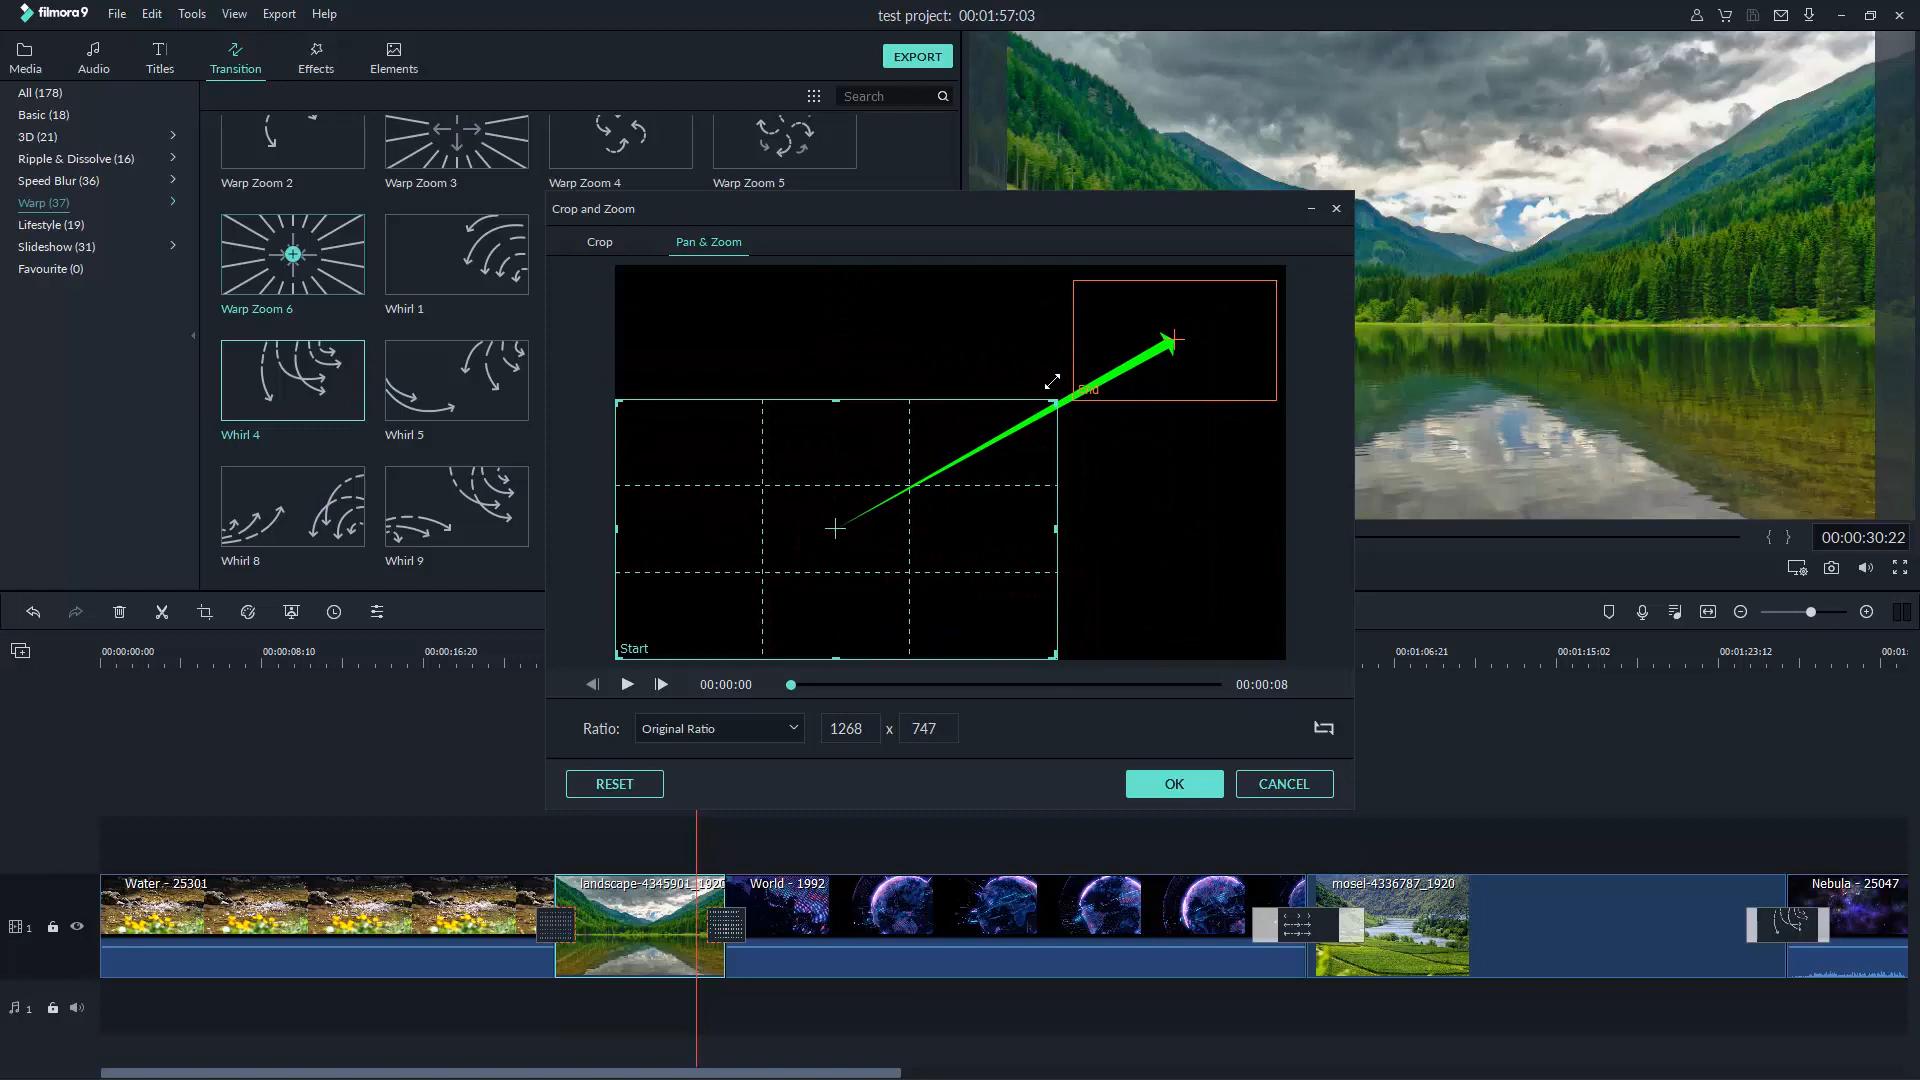 filmora9 File Edit Tools View Export Help test project: 00:01:57:03
Media Audio Titles Transition Effects Elements EXPORT
All (178)
Basic (18)
3D (21)
Ripple & Dissolve (16)
Speed Blur (36)
Warp (37)
Lifestyle (19)
Slideshow (31)
Favourite (0)
Search
Warp Zoom 2 Warp Zoom 3 Warp Zoom 4 Warp Zoom 5
Warp Zoom 6 Whirl 1
Whirl 4 Whirl 5
Whirl 8 Whirl 9
Crop and Zoom
Crop Pan & Zoom
End
Start
00:00:00 00:00:08
Ratio: Original Ratio 1268 x 747
RESET OK CANCEL
{ } 00:00:30:22
00:00:00:00 00:00:08:10 00:00:16:20 00:01:06:21 00:01:15:02 00:01:23:12 00:01:
Water - 25301 landscape-4345901_1920 World - 1992 mosel-4336787_1920 Nebula - 25047
1
1